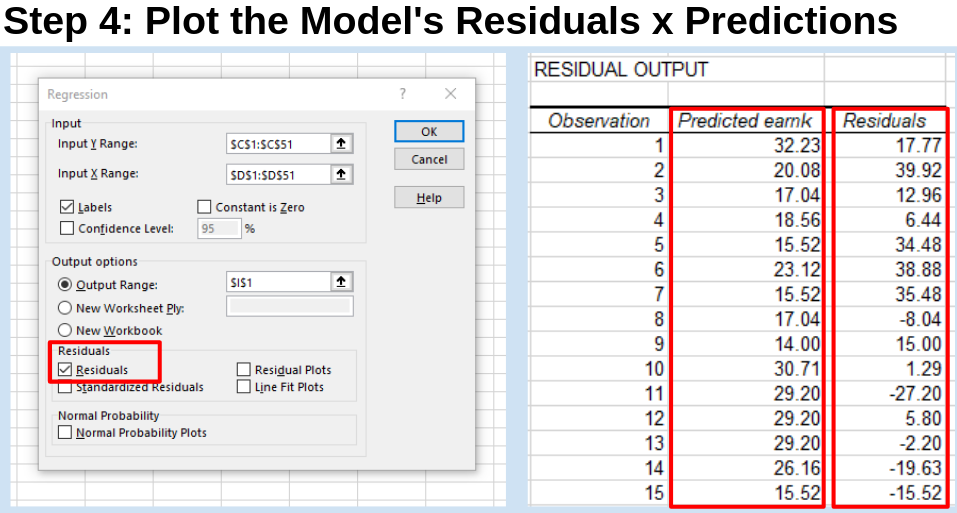 Step 4: Plot the Model's Residuals x Predictions
Regression ? ×
Input
Input Y Range: $C$1:$C$51
Input X Range: $D$1:$D$51
Labels Constant is Zero
Confidence Level: 95 %
OK
Cancel
Help
Output options
Output Range: $I$1
New Worksheet Ply:
New Workbook
Residuals
Residuals Residual Plots
Standardized Residuals Line Fit Plots
Normal Probability
Normal Probability Plots
RESIDUAL OUTPUT
Observation Predicted earnk Residuals
1 32.23 17.77
2 20.08 39.92
3 17.04 12.96
4 18.56 6.44
5 15.52 34.48
6 23.12 38.88
7 15.52 35.48
8 17.04 -8.04
9 14.00 15.00
10 30.71 1.29
11 29.20 -27.20
12 29.20 5.80
13 29.20 -2.20
14 26.16 -19.63
15 15.52 -15.52